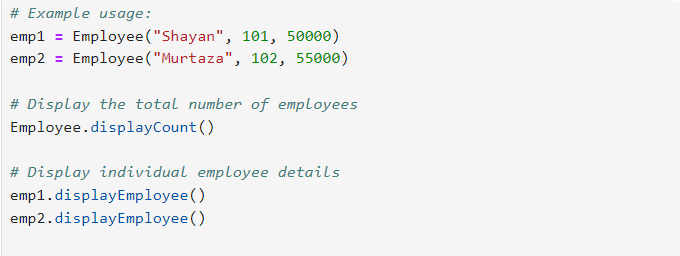 # Example usage:
emp1 = Employee("Shayan", 101, 50000)
emp2 = Employee("Murtaza", 102, 55000)
# Display the total number of employees
Employee.displayCount()
# Display individual employee details
emp1.displayEmployee()
emp2.displayEmployee()